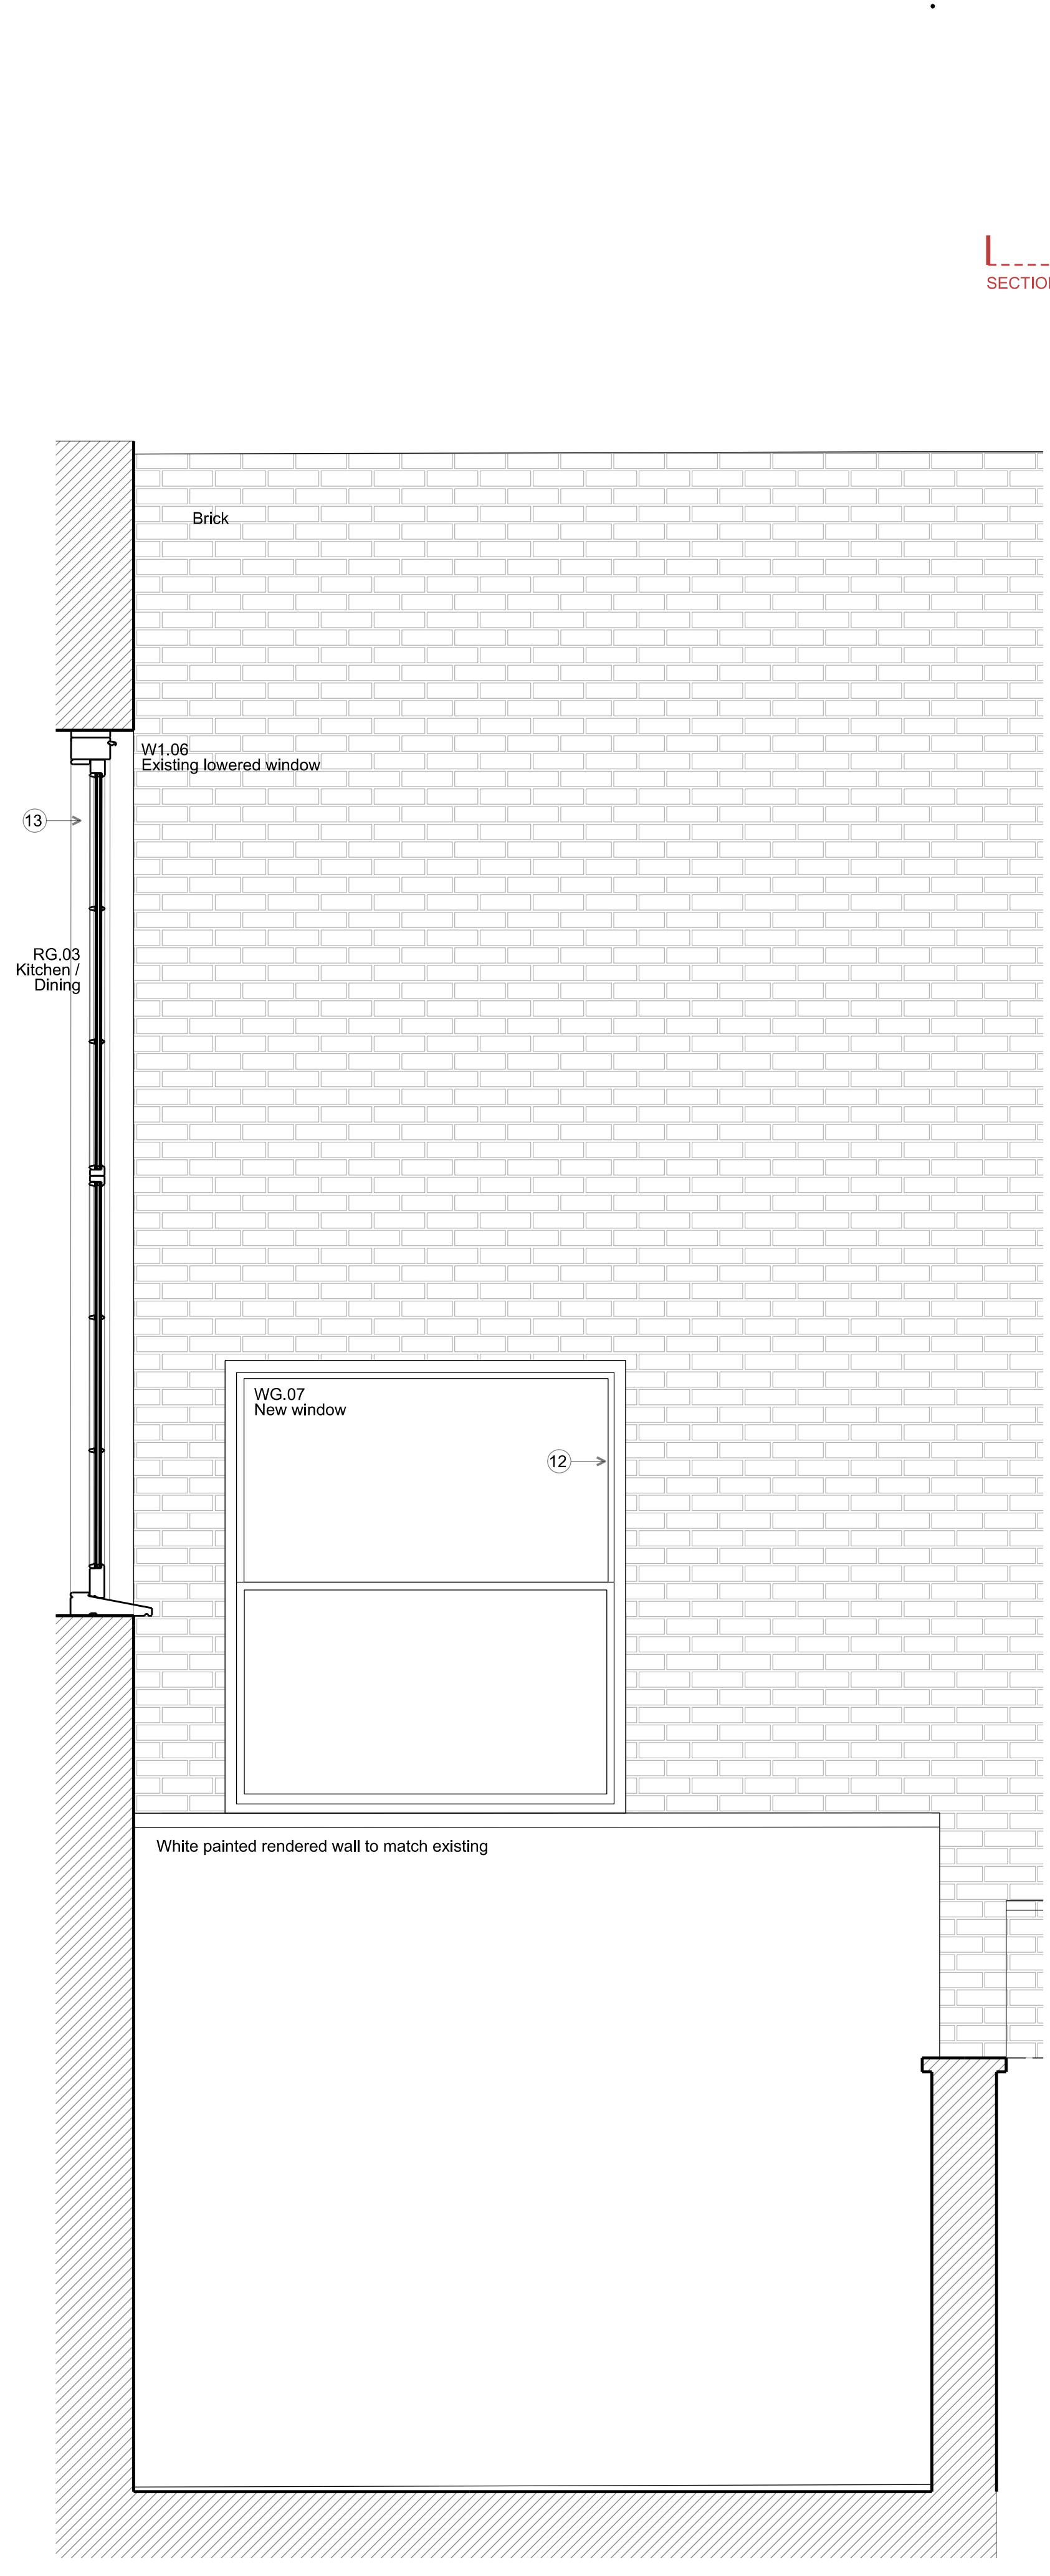 SECTION
Brick
W1.06
Existing lowered window
13
RG.03
Kitchen /
Dining
WG.07
New window
12
White painted rendered wall to match existing